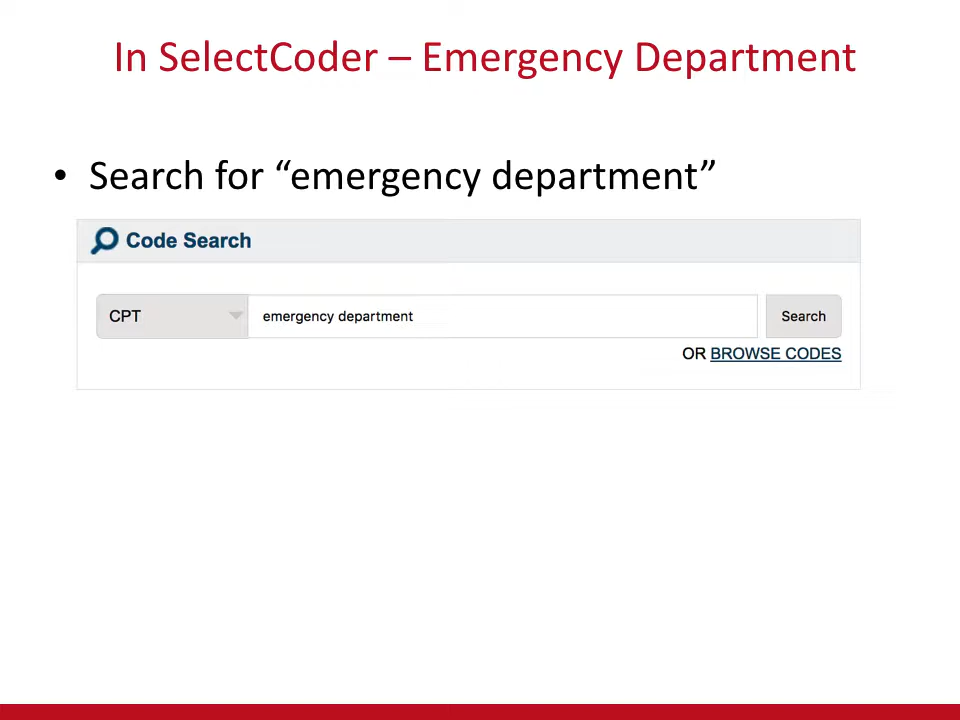 In SelectCoder – Emergency Department
• Search for “emergency department”
Code Search
CPT emergency department Search
OR BROWSE CODES